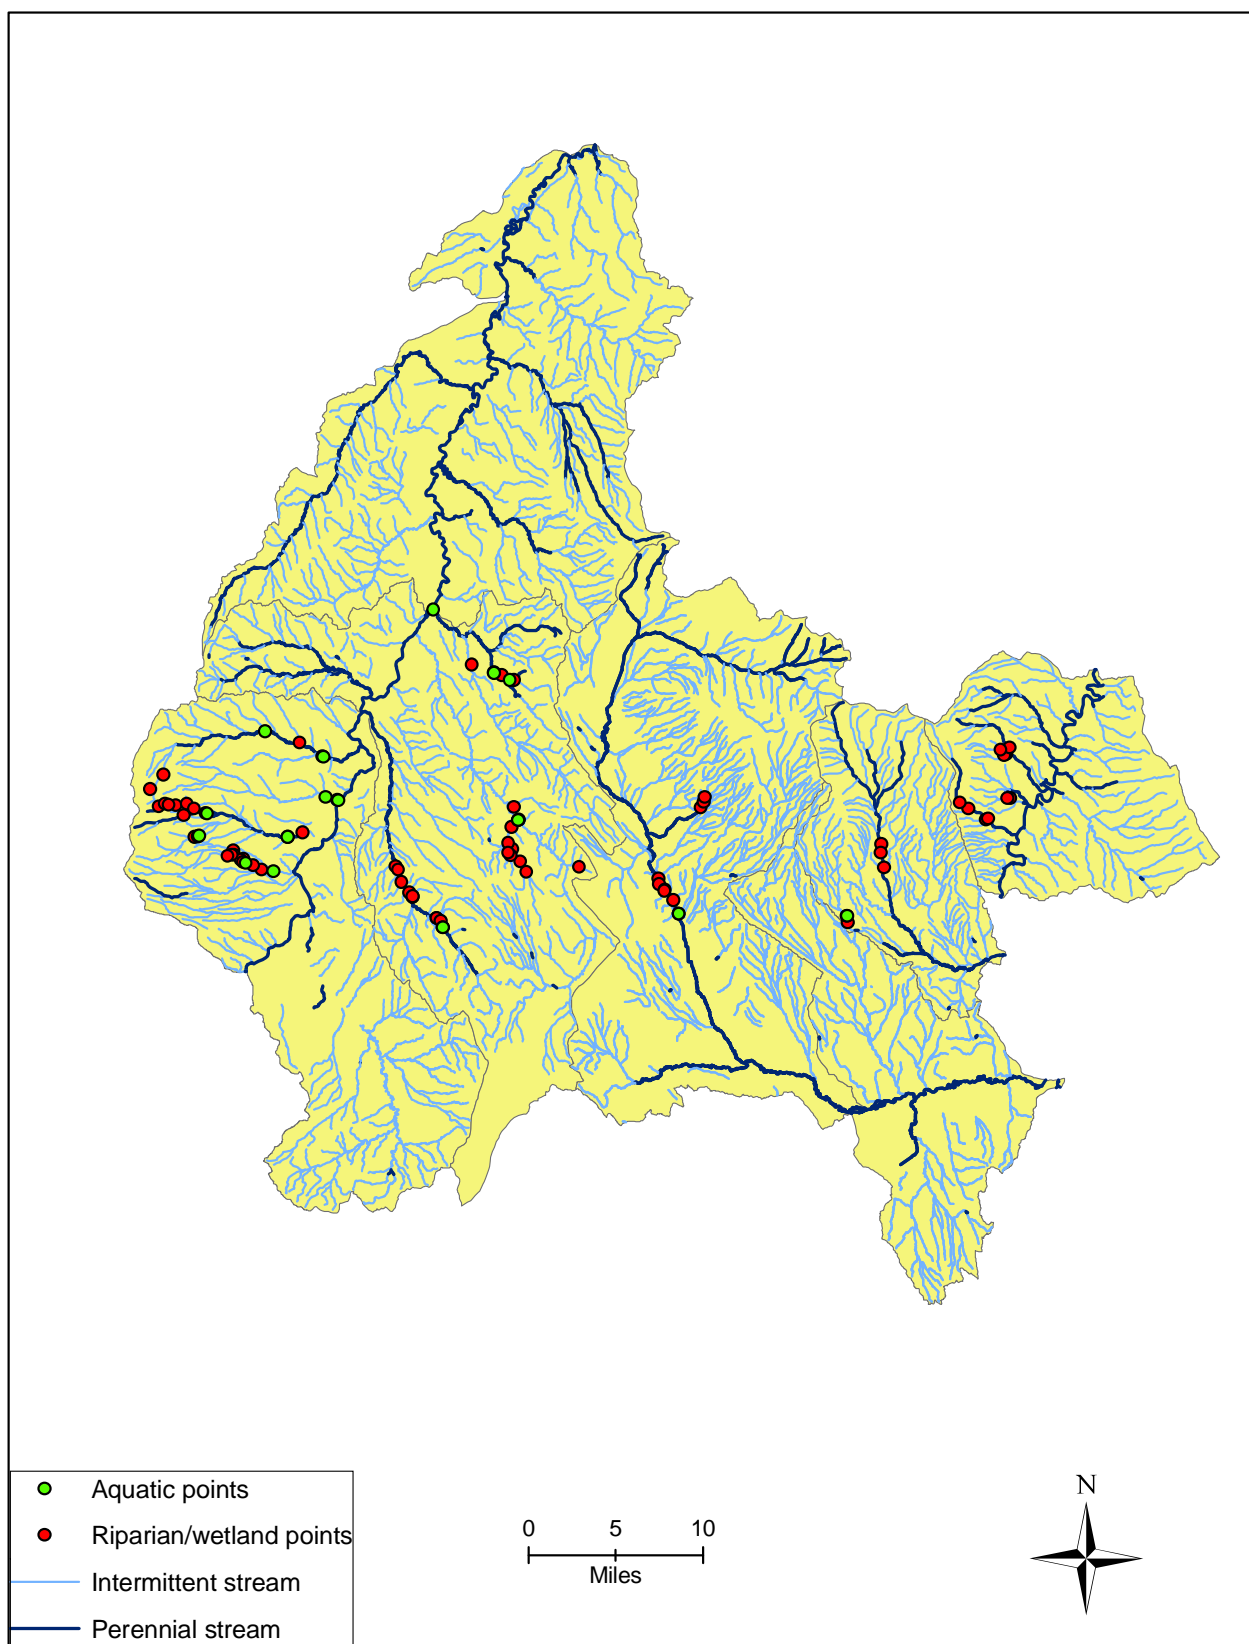 Aquatic points
Riparian/wetland points
Intermittent stream
Perennial stream
0 5 10
Miles
N